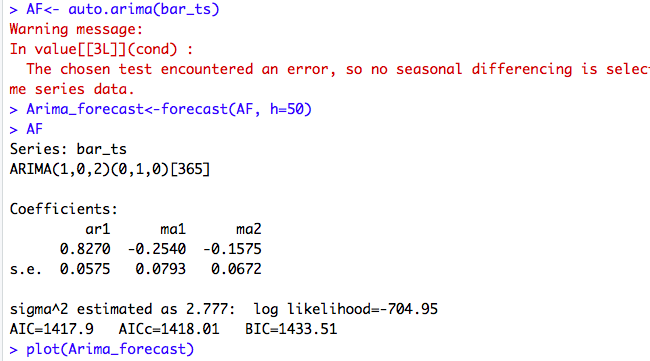 > AF<- auto.arima(bar_ts)
Warning message:
In value[[3L]](cond) :
  The chosen test encountered an error, so no seasonal differencing is selec
me series data.
> Arima_forecast<-forecast(AF, h=50)
> AF
Series: bar_ts
ARIMA(1,0,2)(0,1,0)[365]

Coefficients:
         ar1      ma1      ma2
      0.8270  -0.2540  -0.1575
s.e.  0.0575   0.0793   0.0672

sigma^2 estimated as 2.777:  log likelihood=-704.95
AIC=1417.9   AICc=1418.01   BIC=1433.51
> plot(Arima_forecast)